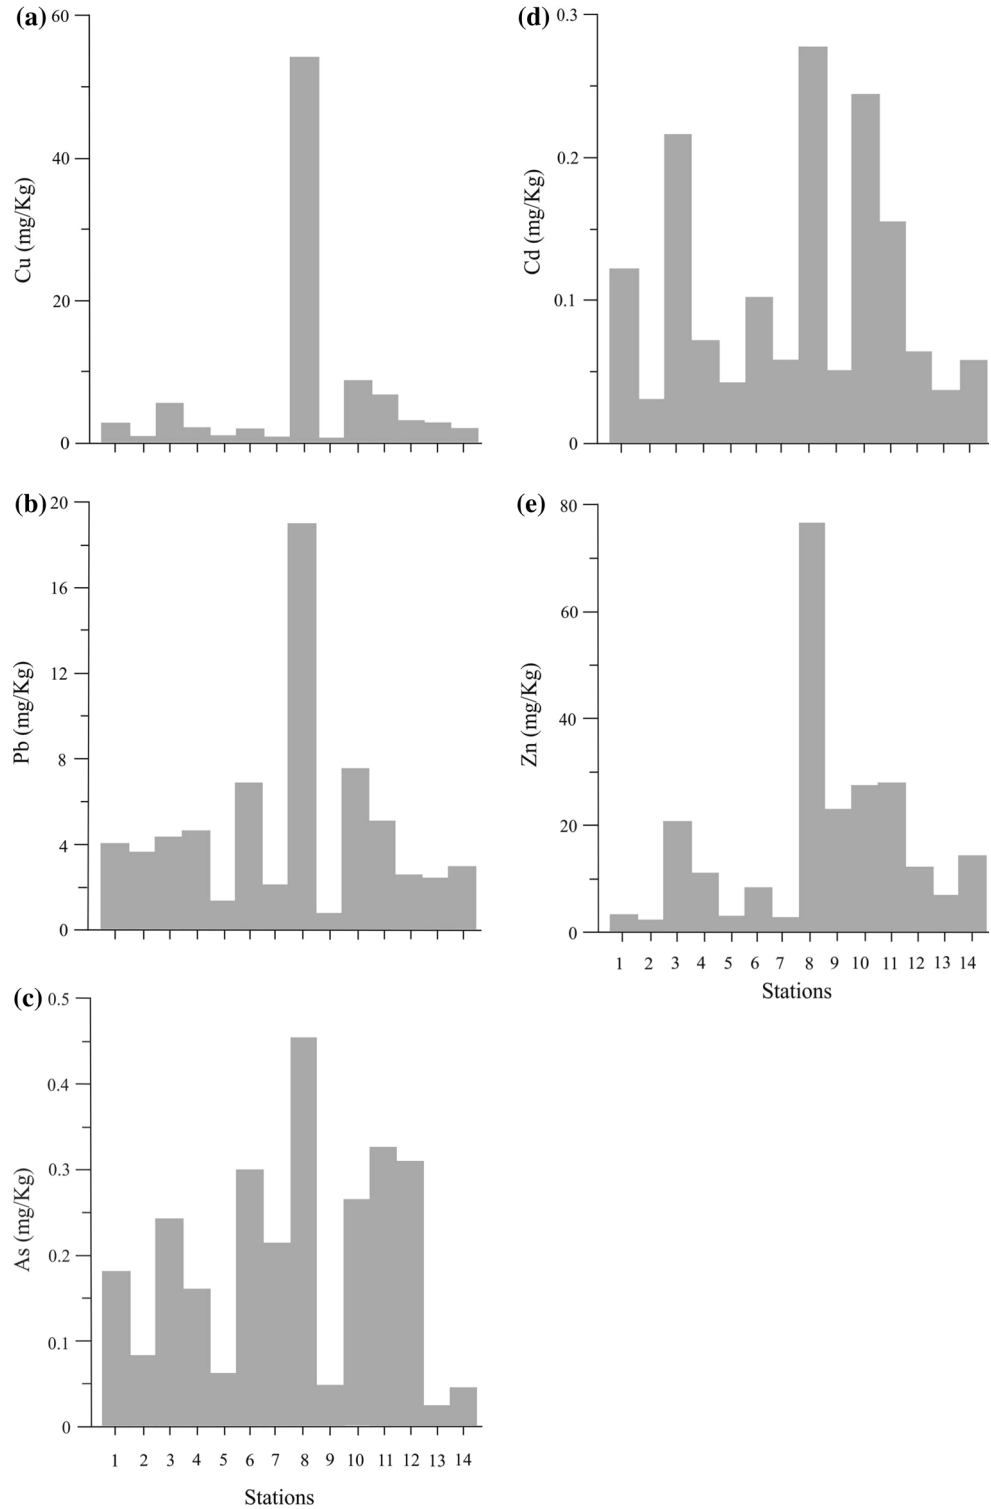 (a)
60
40
20
0
Cu (mg/Kg)
(d)
0.3
0.2
0.1
0
Cd (mg/Kg)
(b)
20
16
12
8
4
0
Pb (mg/Kg)
(e)
80
60
40
20
0
Zn (mg/Kg)
1 2 3 4 5 6 7 8 9 10 11 12 13 14
Stations
(c)
0.5
0.4
0.3
0.2
0.1
0
As (mg/Kg)
1 2 3 4 5 6 7 8 9 10 11 12 13 14
Stations